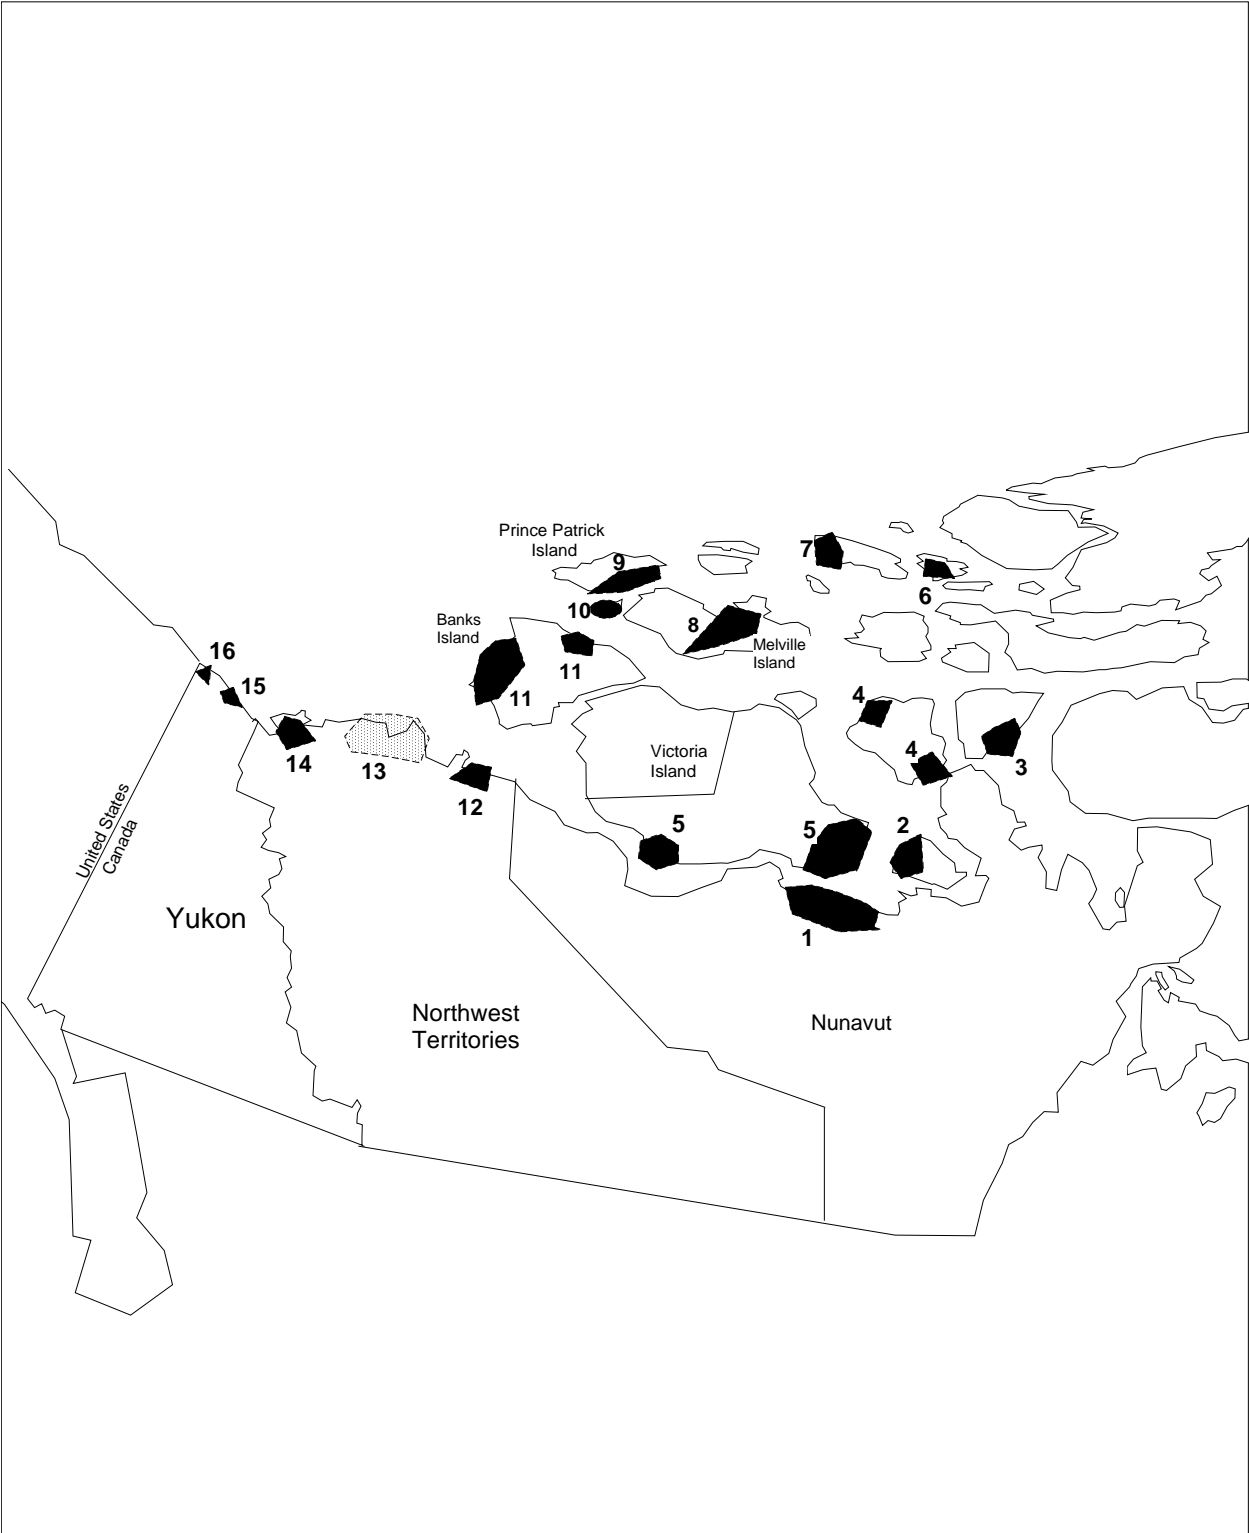 Prince Patrick
Island
7
9
6
10
Banks
Island
8
Melville
Island
16
11
15
11
4
Victoria
Island
4
3
14
13
12
5
5
2
United States
Canada
Yukon
1
Northwest
Territories
Nunavut